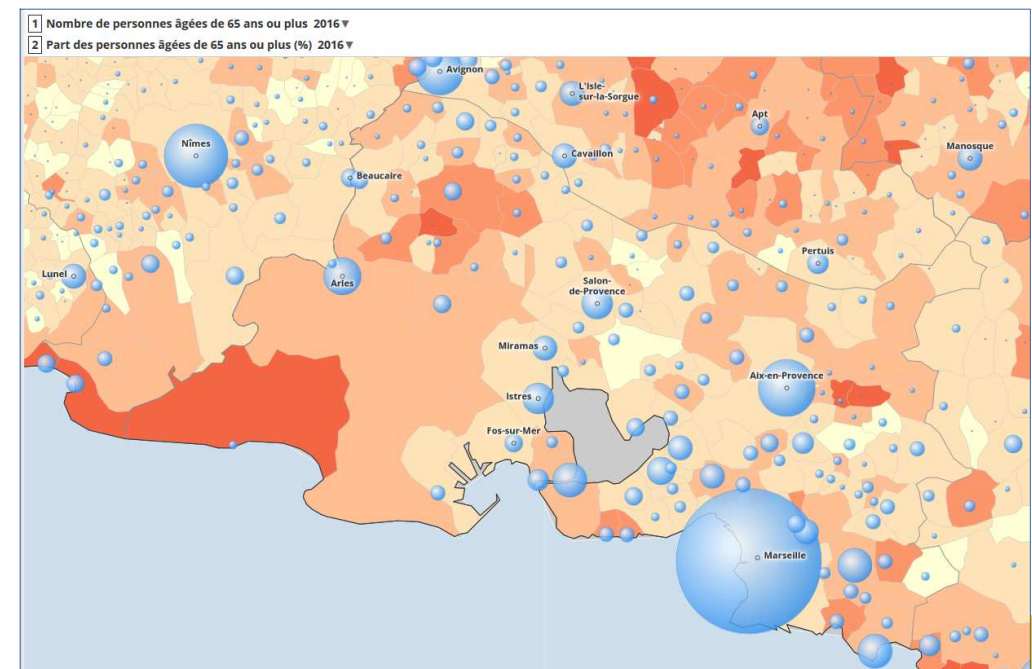 1 Nombre de personnes âgées de 65 ans ou plus 2016▼
2 Part des personnes âgées de 65 ans ou plus (%) 2016▼
Avignon
L'Isle-
sur-la-Sorgue
Apt
Nîmes
Cavaillon
Manosque
Beaucaire
Pertuis
Lunel
Arles
Salon-
de-Provence
Miramas
Aix-en-Provence
Istres
Fos-sur-Mer
Marseille